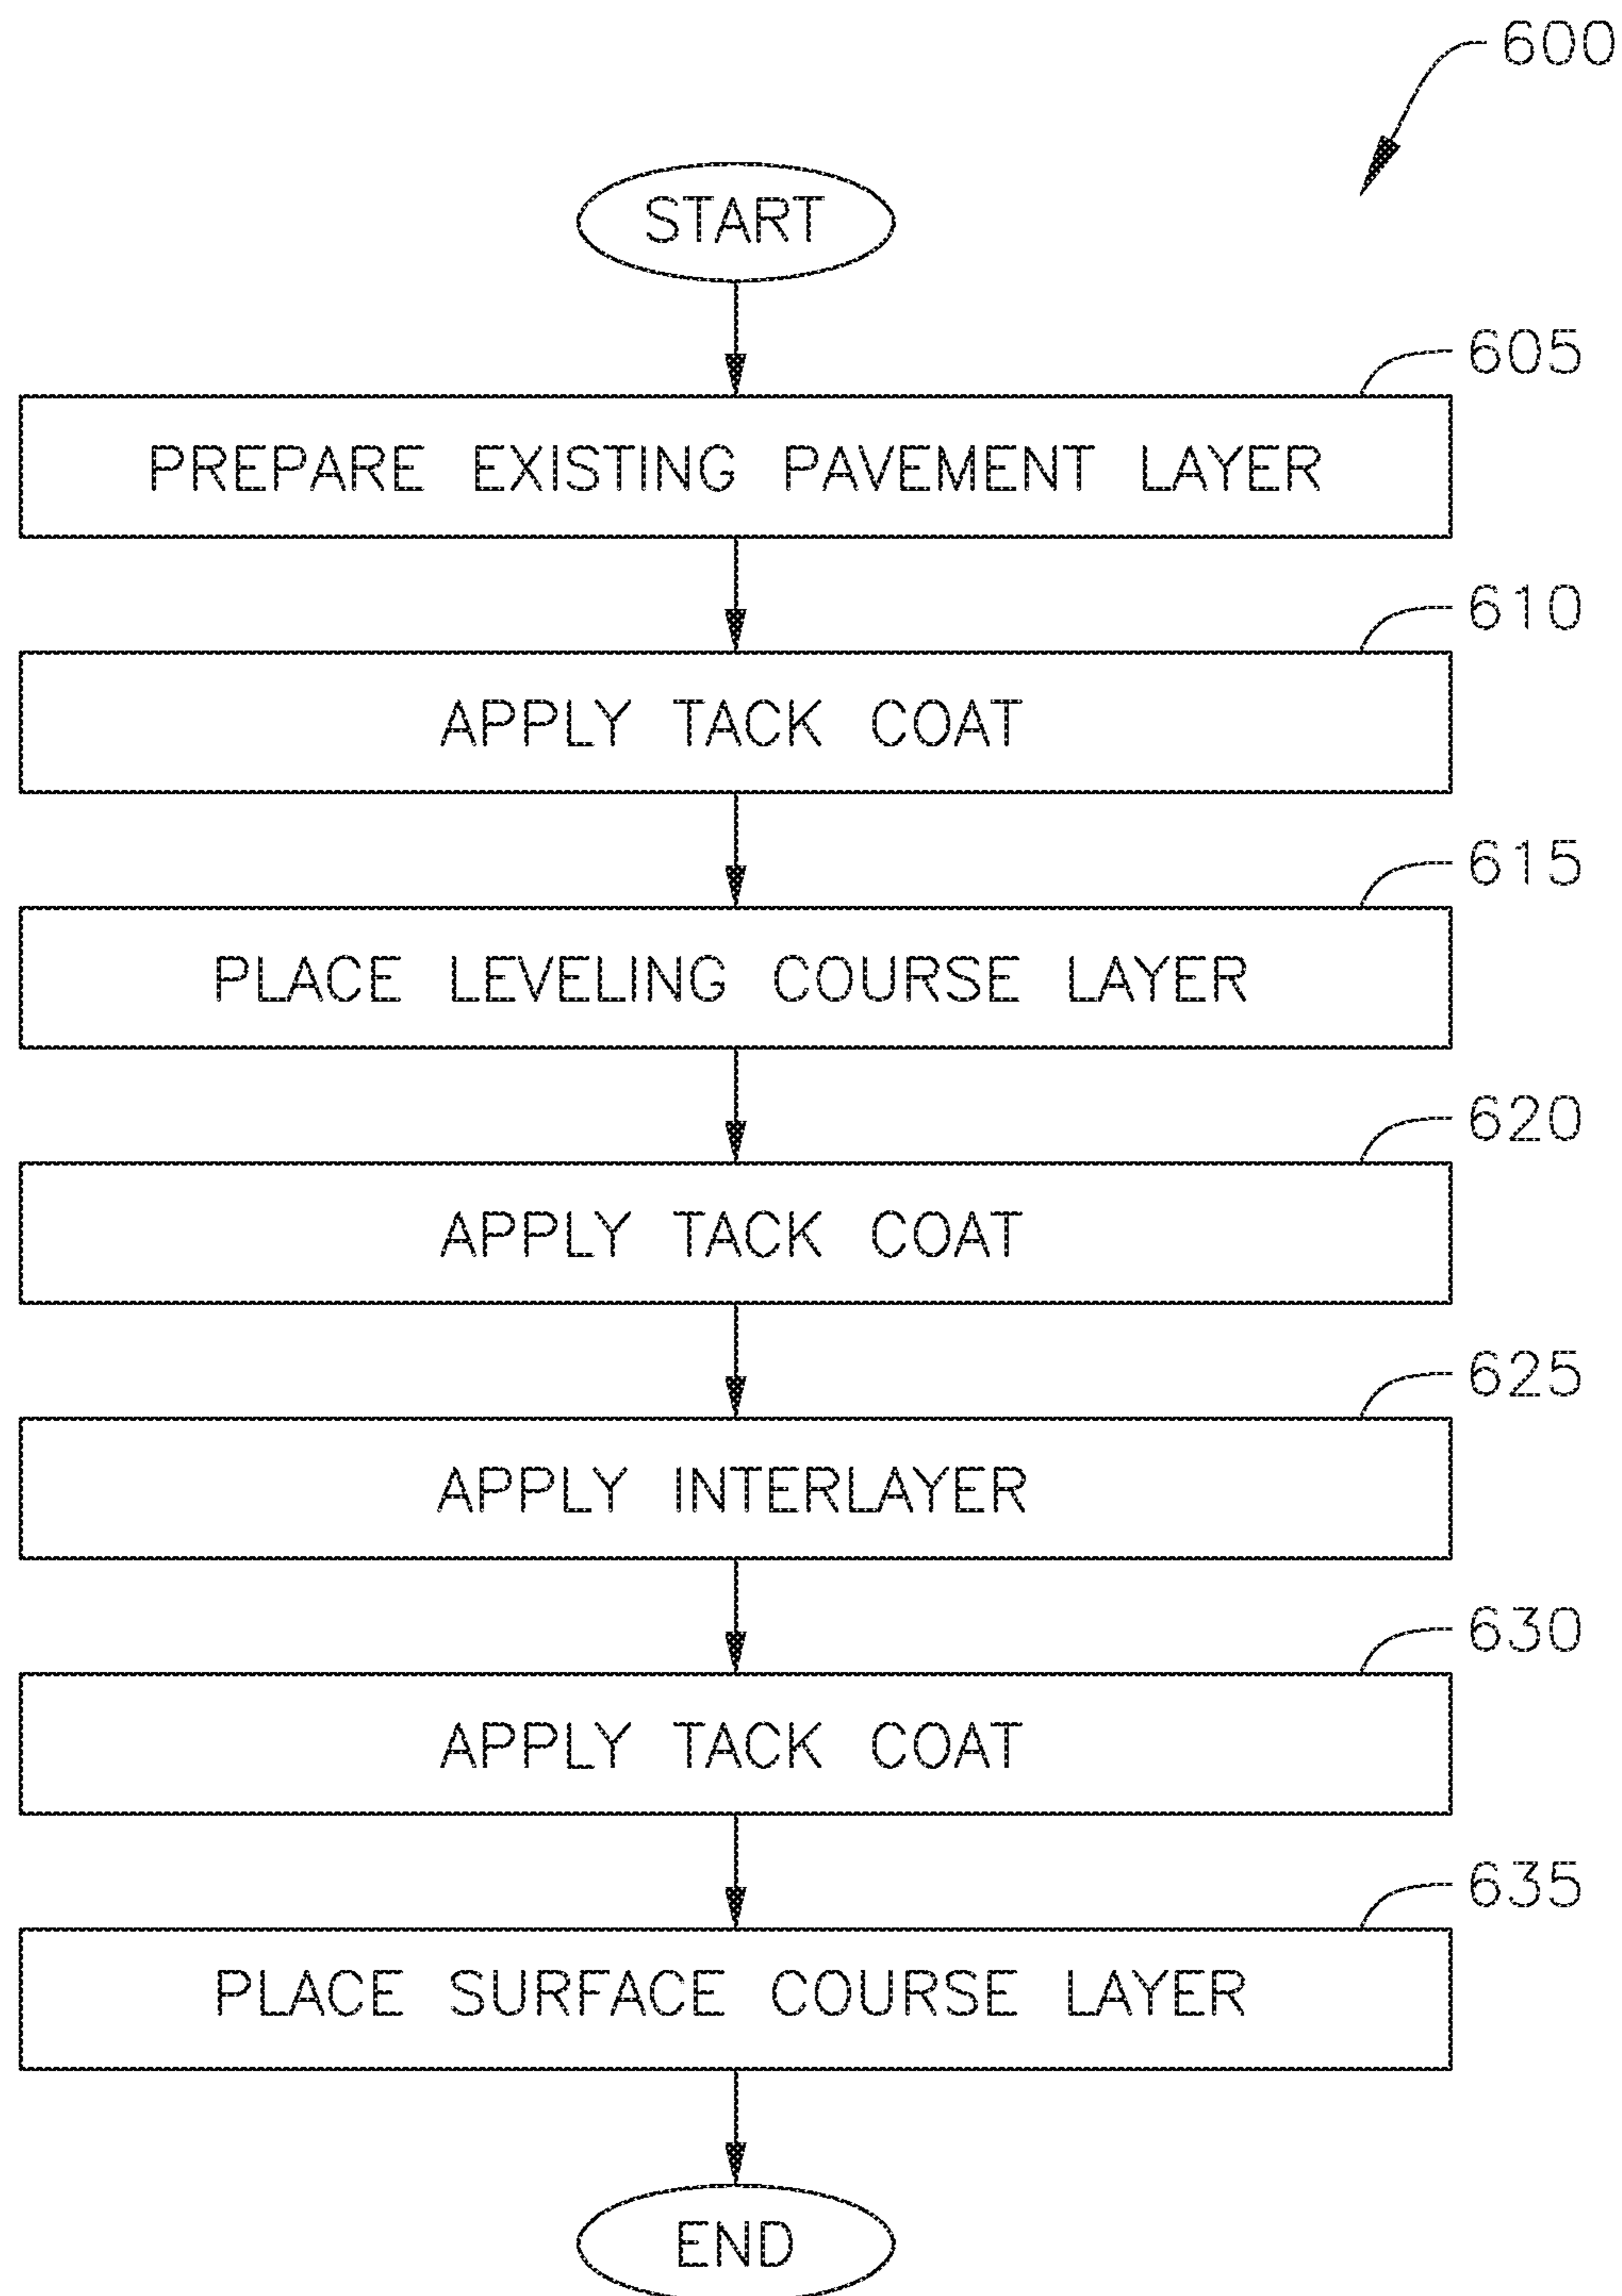 600
START
605
PREPARE EXISTING PAVEMENT LAYER
610
APPLY TACK COAT
615
PLACE LEVELING COURSE LAYER
620
APPLY TACK COAT
625
APPLY INTERLAYER
630
APPLY TACK COAT
635
PLACE SURFACE COURSE LAYER
END